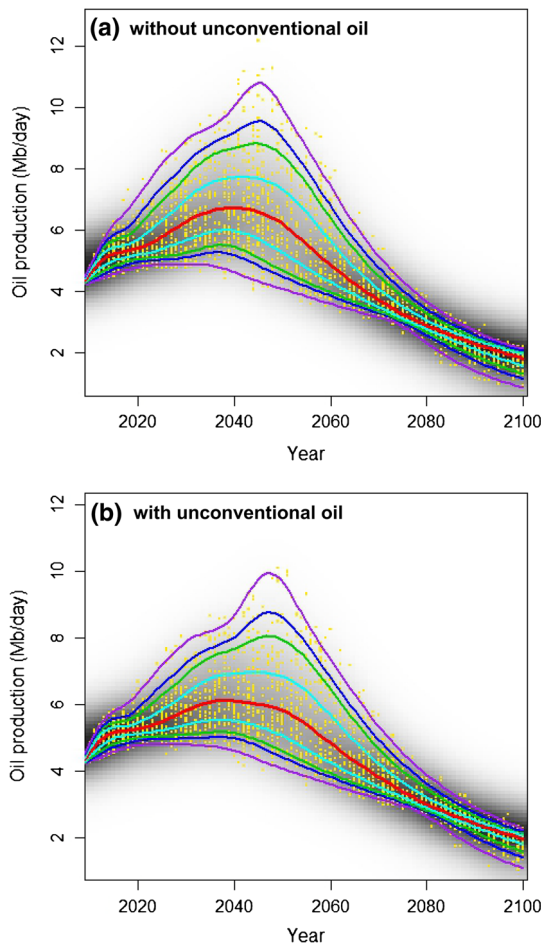 (a) without unconventional oil
Oil production (Mb/day)
12
10
8
6
4
2
2020 2040 2060 2080 2100
Year
(b) with unconventional oil
Oil production (Mb/day)
12
10
8
6
4
2
2020 2040 2060 2080 2100
Year